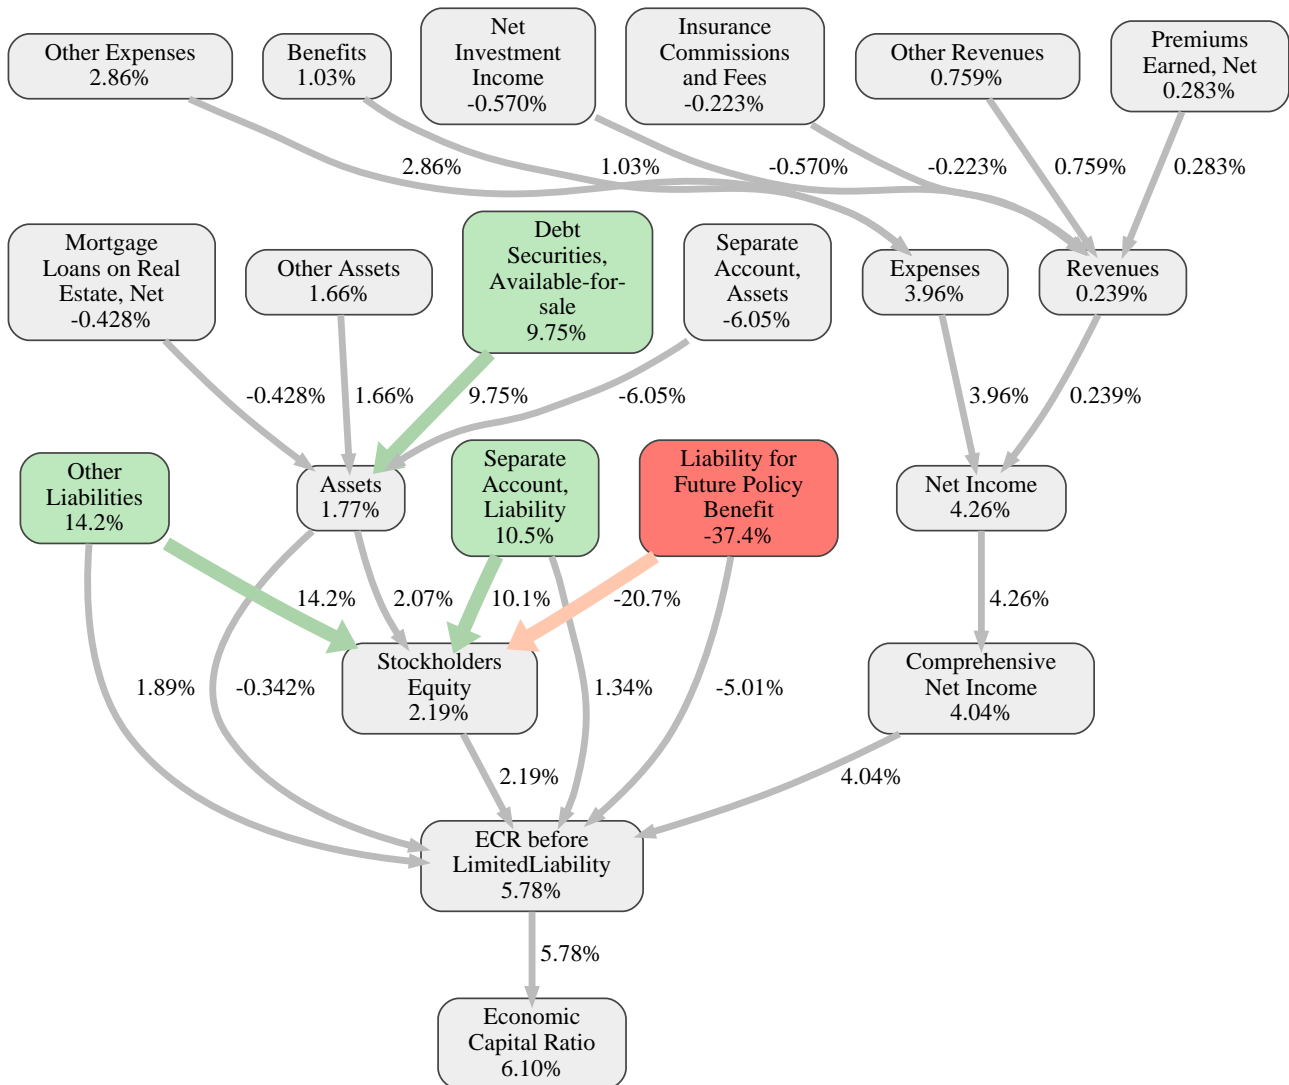 Other Expenses
2.86%
Benefits
1.03%
Net
Investment
Income
-0.570%
Insurance
Commissions
and Fees
-0.223%
Other Revenues
0.759%
Premiums
Earned, Net
0.283%
2.86%
1.03%
-0.570%
-0.223%
0.759%
0.283%
Mortgage
Loans on Real
Estate, Net
-0.428%
Other Assets
1.66%
Debt
Securities,
Available-for-
sale
9.75%
Separate
Account,
Assets
-6.05%
Expenses
3.96%
Revenues
0.239%
-0.428%
1.66%
9.75%
-6.05%
3.96%
0.239%
Other
Liabilities
14.2%
Assets
1.77%
Separate
Account,
Liability
10.5%
Liability for
Future Policy
Benefit
-37.4%
Net Income
4.26%
14.2%
2.07%
10.1%
-20.7%
4.26%
1.89%
-0.342%
Stockholders
Equity
2.19%
1.34%
-5.01%
Comprehensive
Net Income
4.04%
2.19%
4.04%
ECR before
LimitedLiability
5.78%
5.78%
Economic
Capital Ratio
6.10%